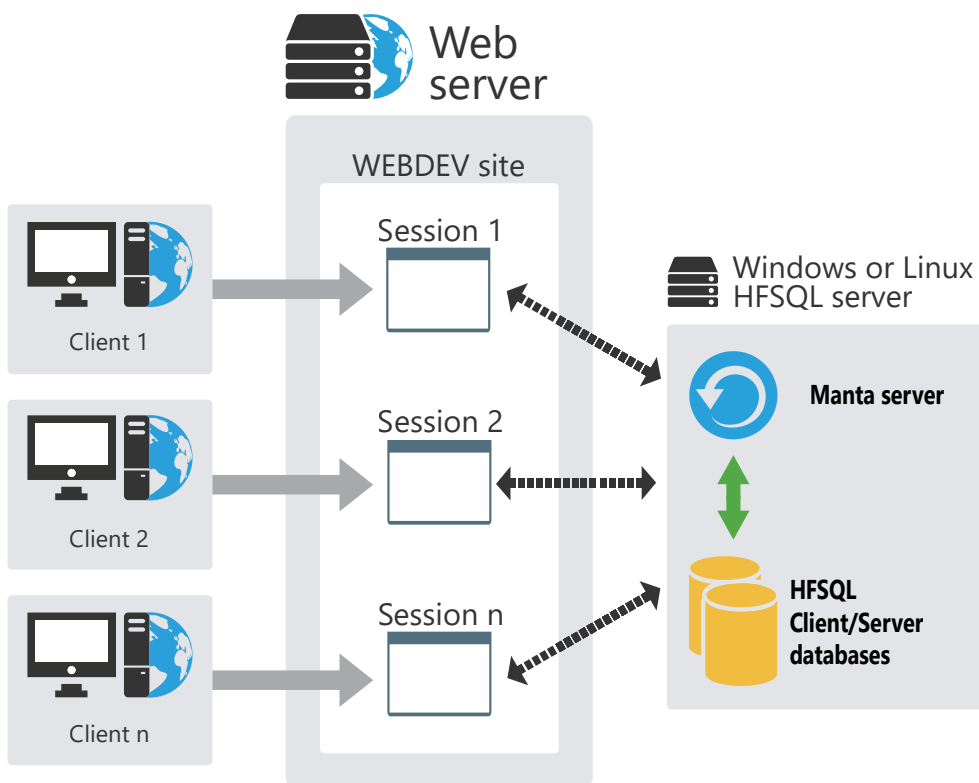 Web
server
WEBDEV site
Session 1
Client 1
Windows or Linux
HFSQL server
Manta server
Session 2
Client 2
HFSQL
Client/Server
databases
Session n
Client n